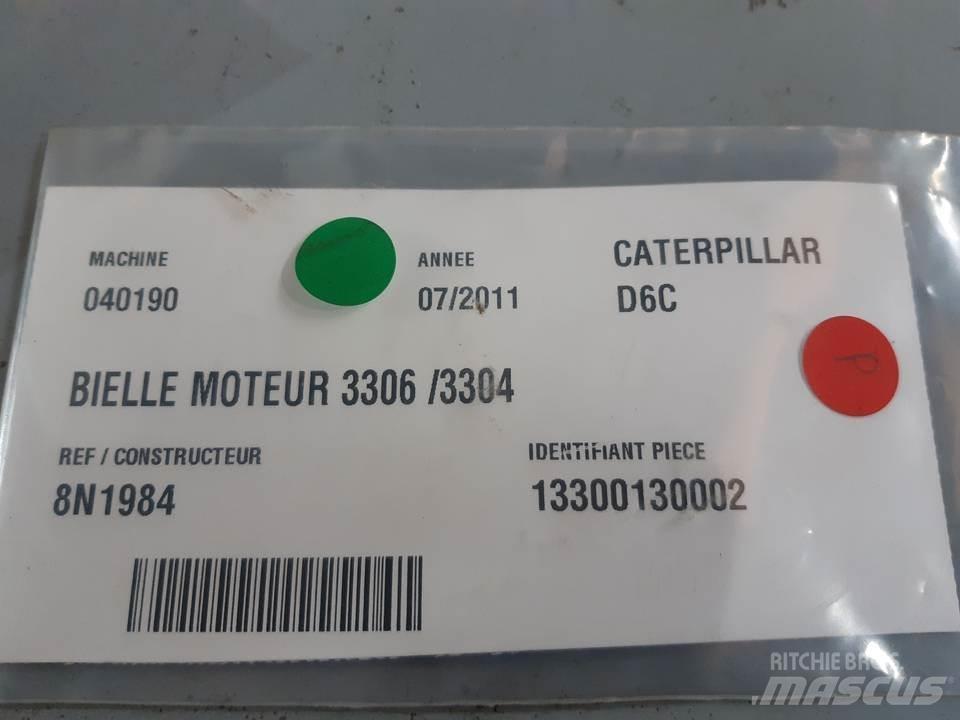 MACHINE
ANNEE
CATERPILLAR
040190
07/2011
D6C
P
BIELLE MOTEUR 3306 /3304
REF / CONSTRUCTEUR
IDENTIFIANT PIECE
8N1984
13300130002
RITCHIE BROS.
MASCUS